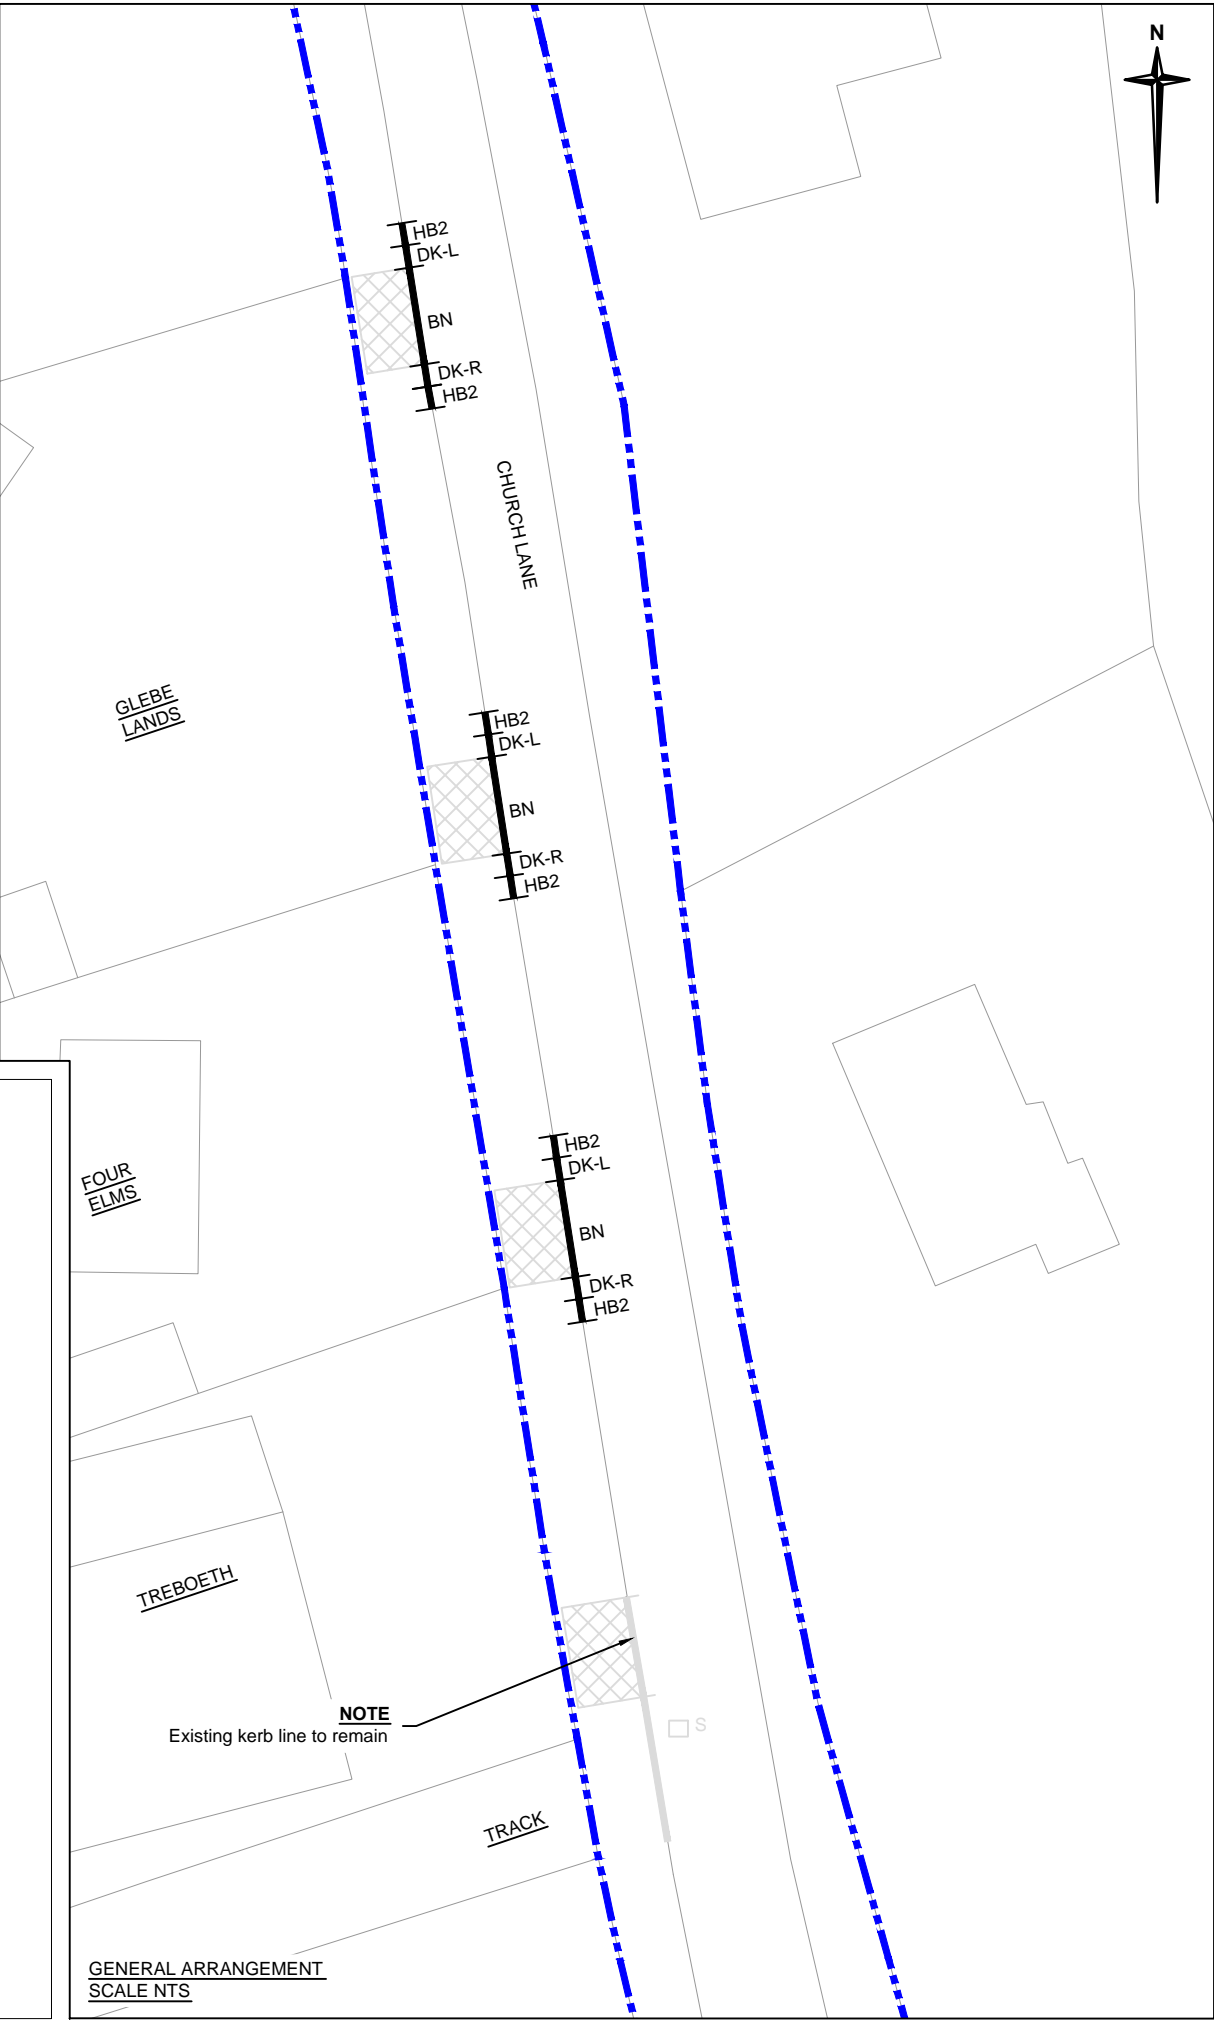 N
HB2
DK-L
BN
DK-R
HB2
CHURCH LANE
GLEBE
LANDS
HB2
DK-L
BN
DK-R
HB2
FOUR
ELMS
HB2
DK-L
BN
DK-R
HB2
TREBOETH
NOTE
Existing kerb line to remain
S
TRACK
GENERAL ARRANGEMENT
SCALE NTS